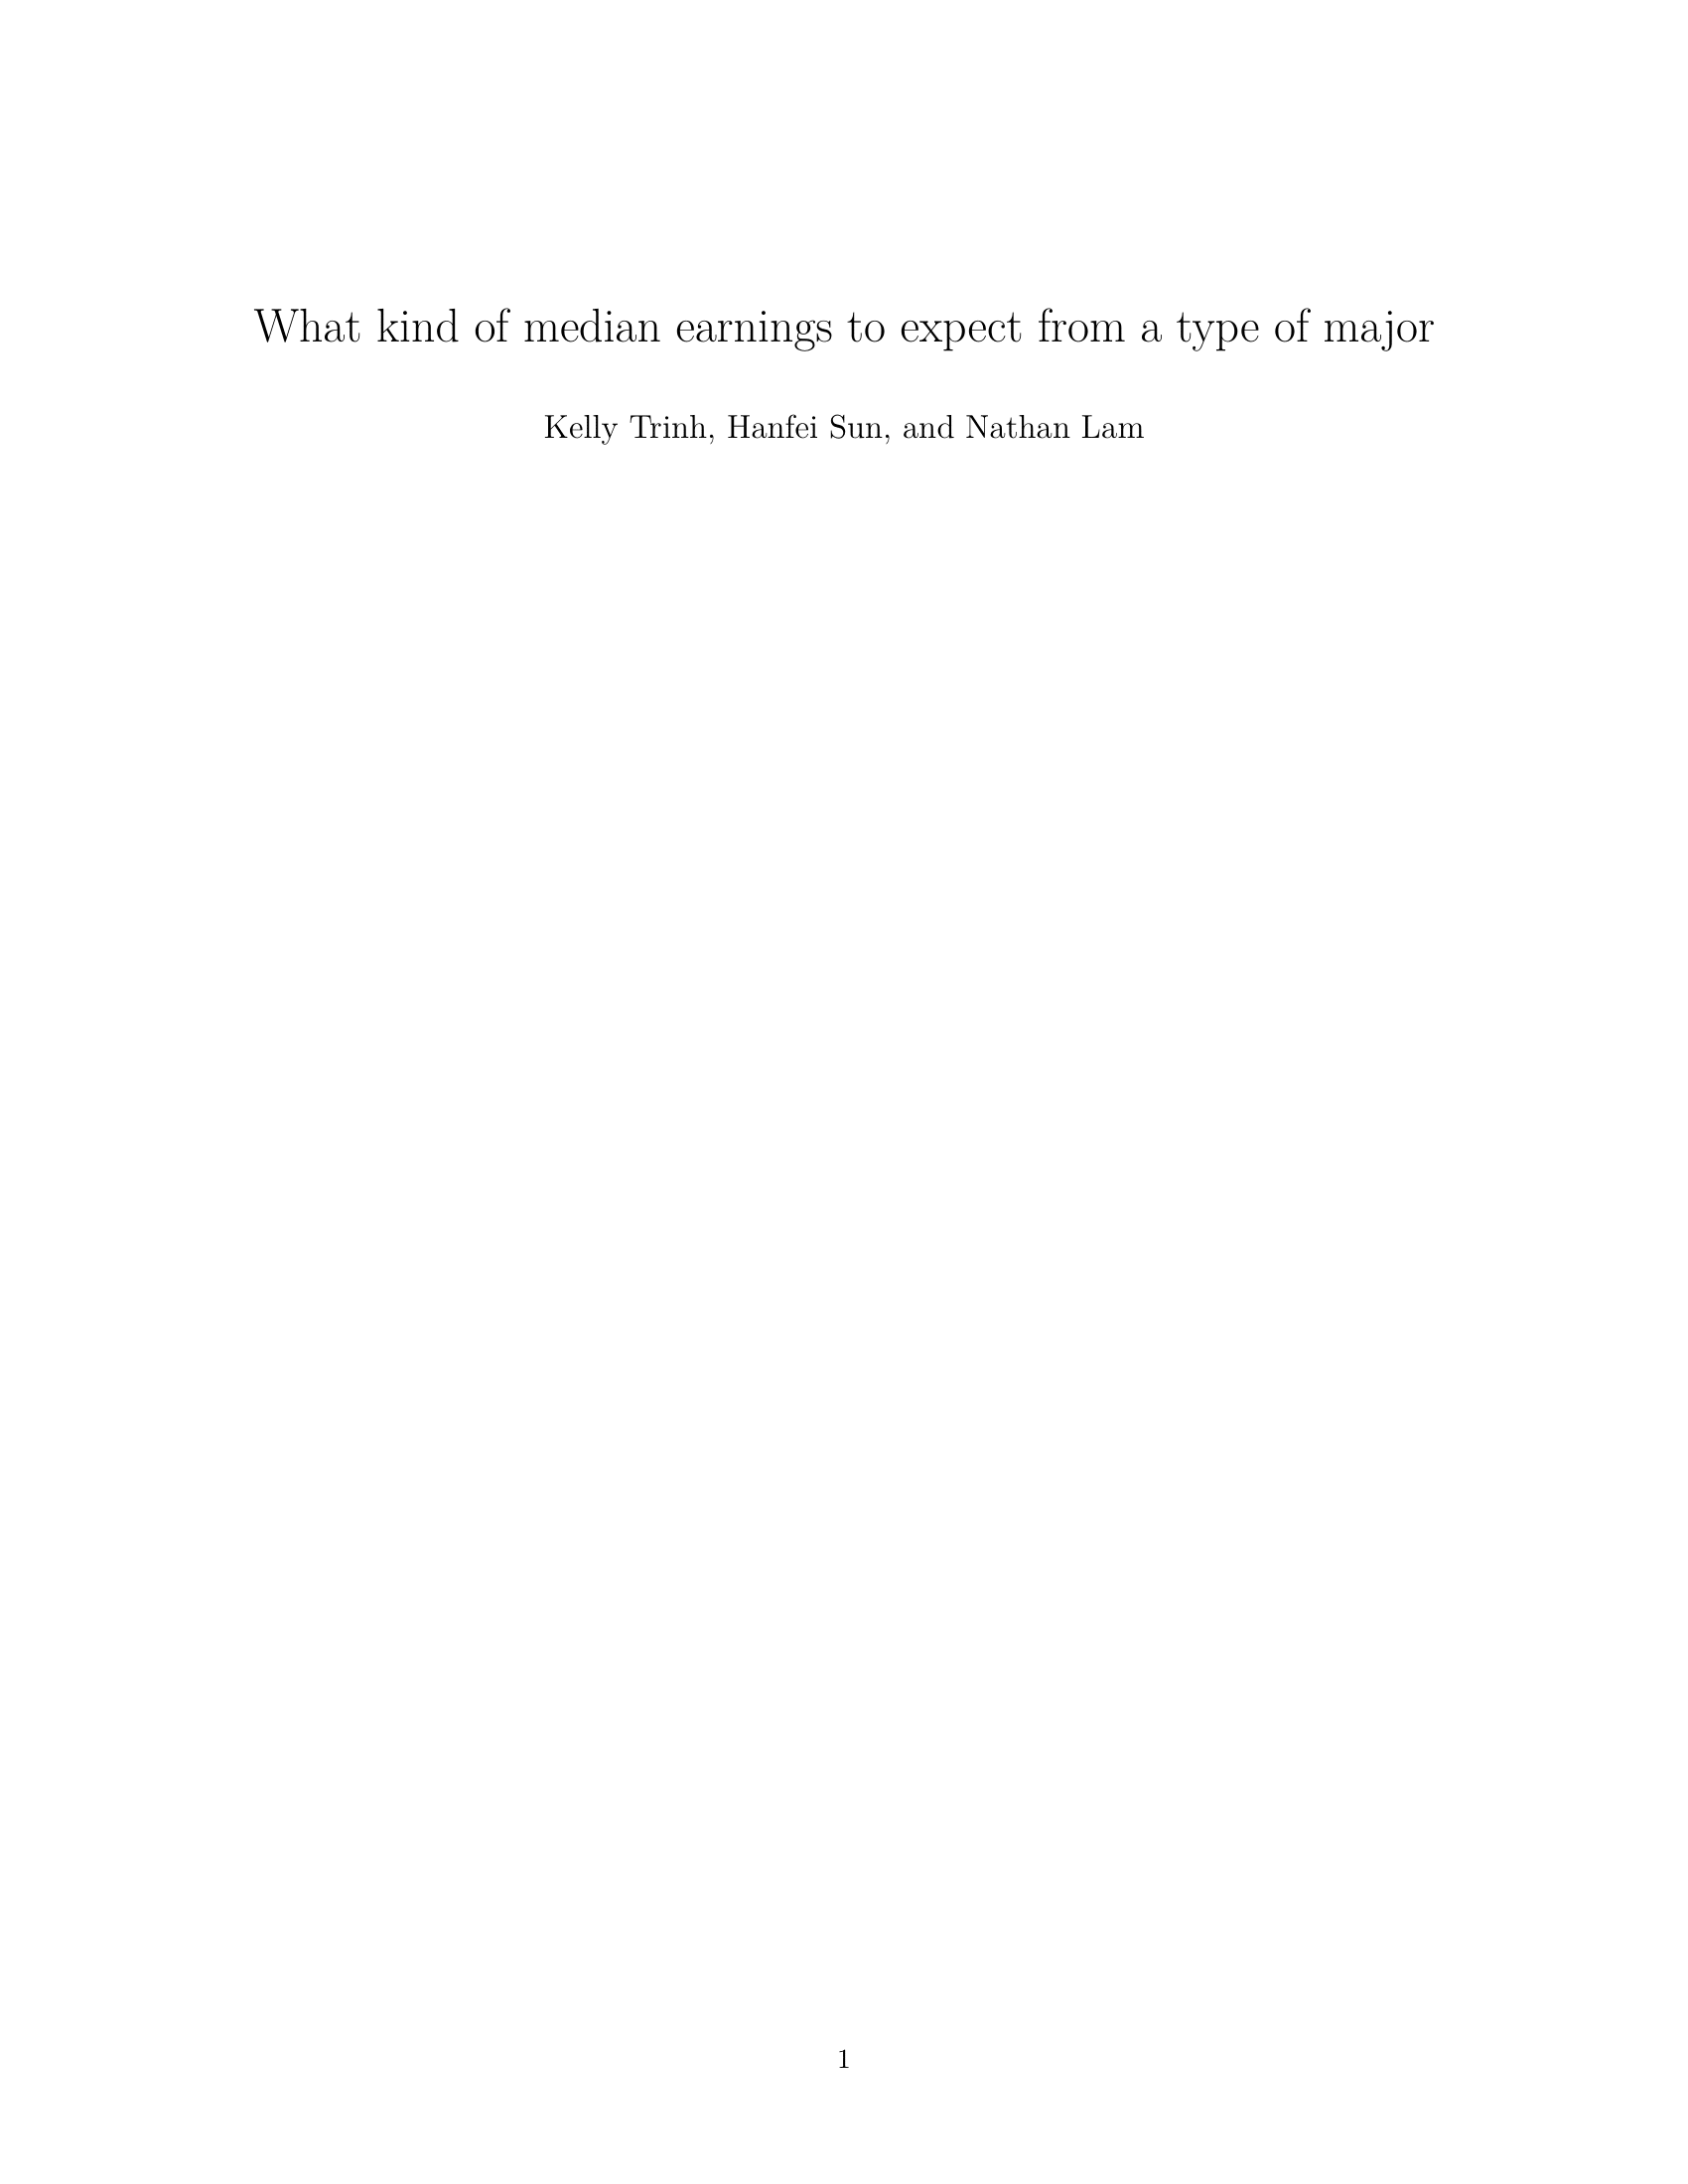 What kind of median earnings to expect from a type of major
Kelly Trinh, Hanfei Sun, and Nathan Lam
1